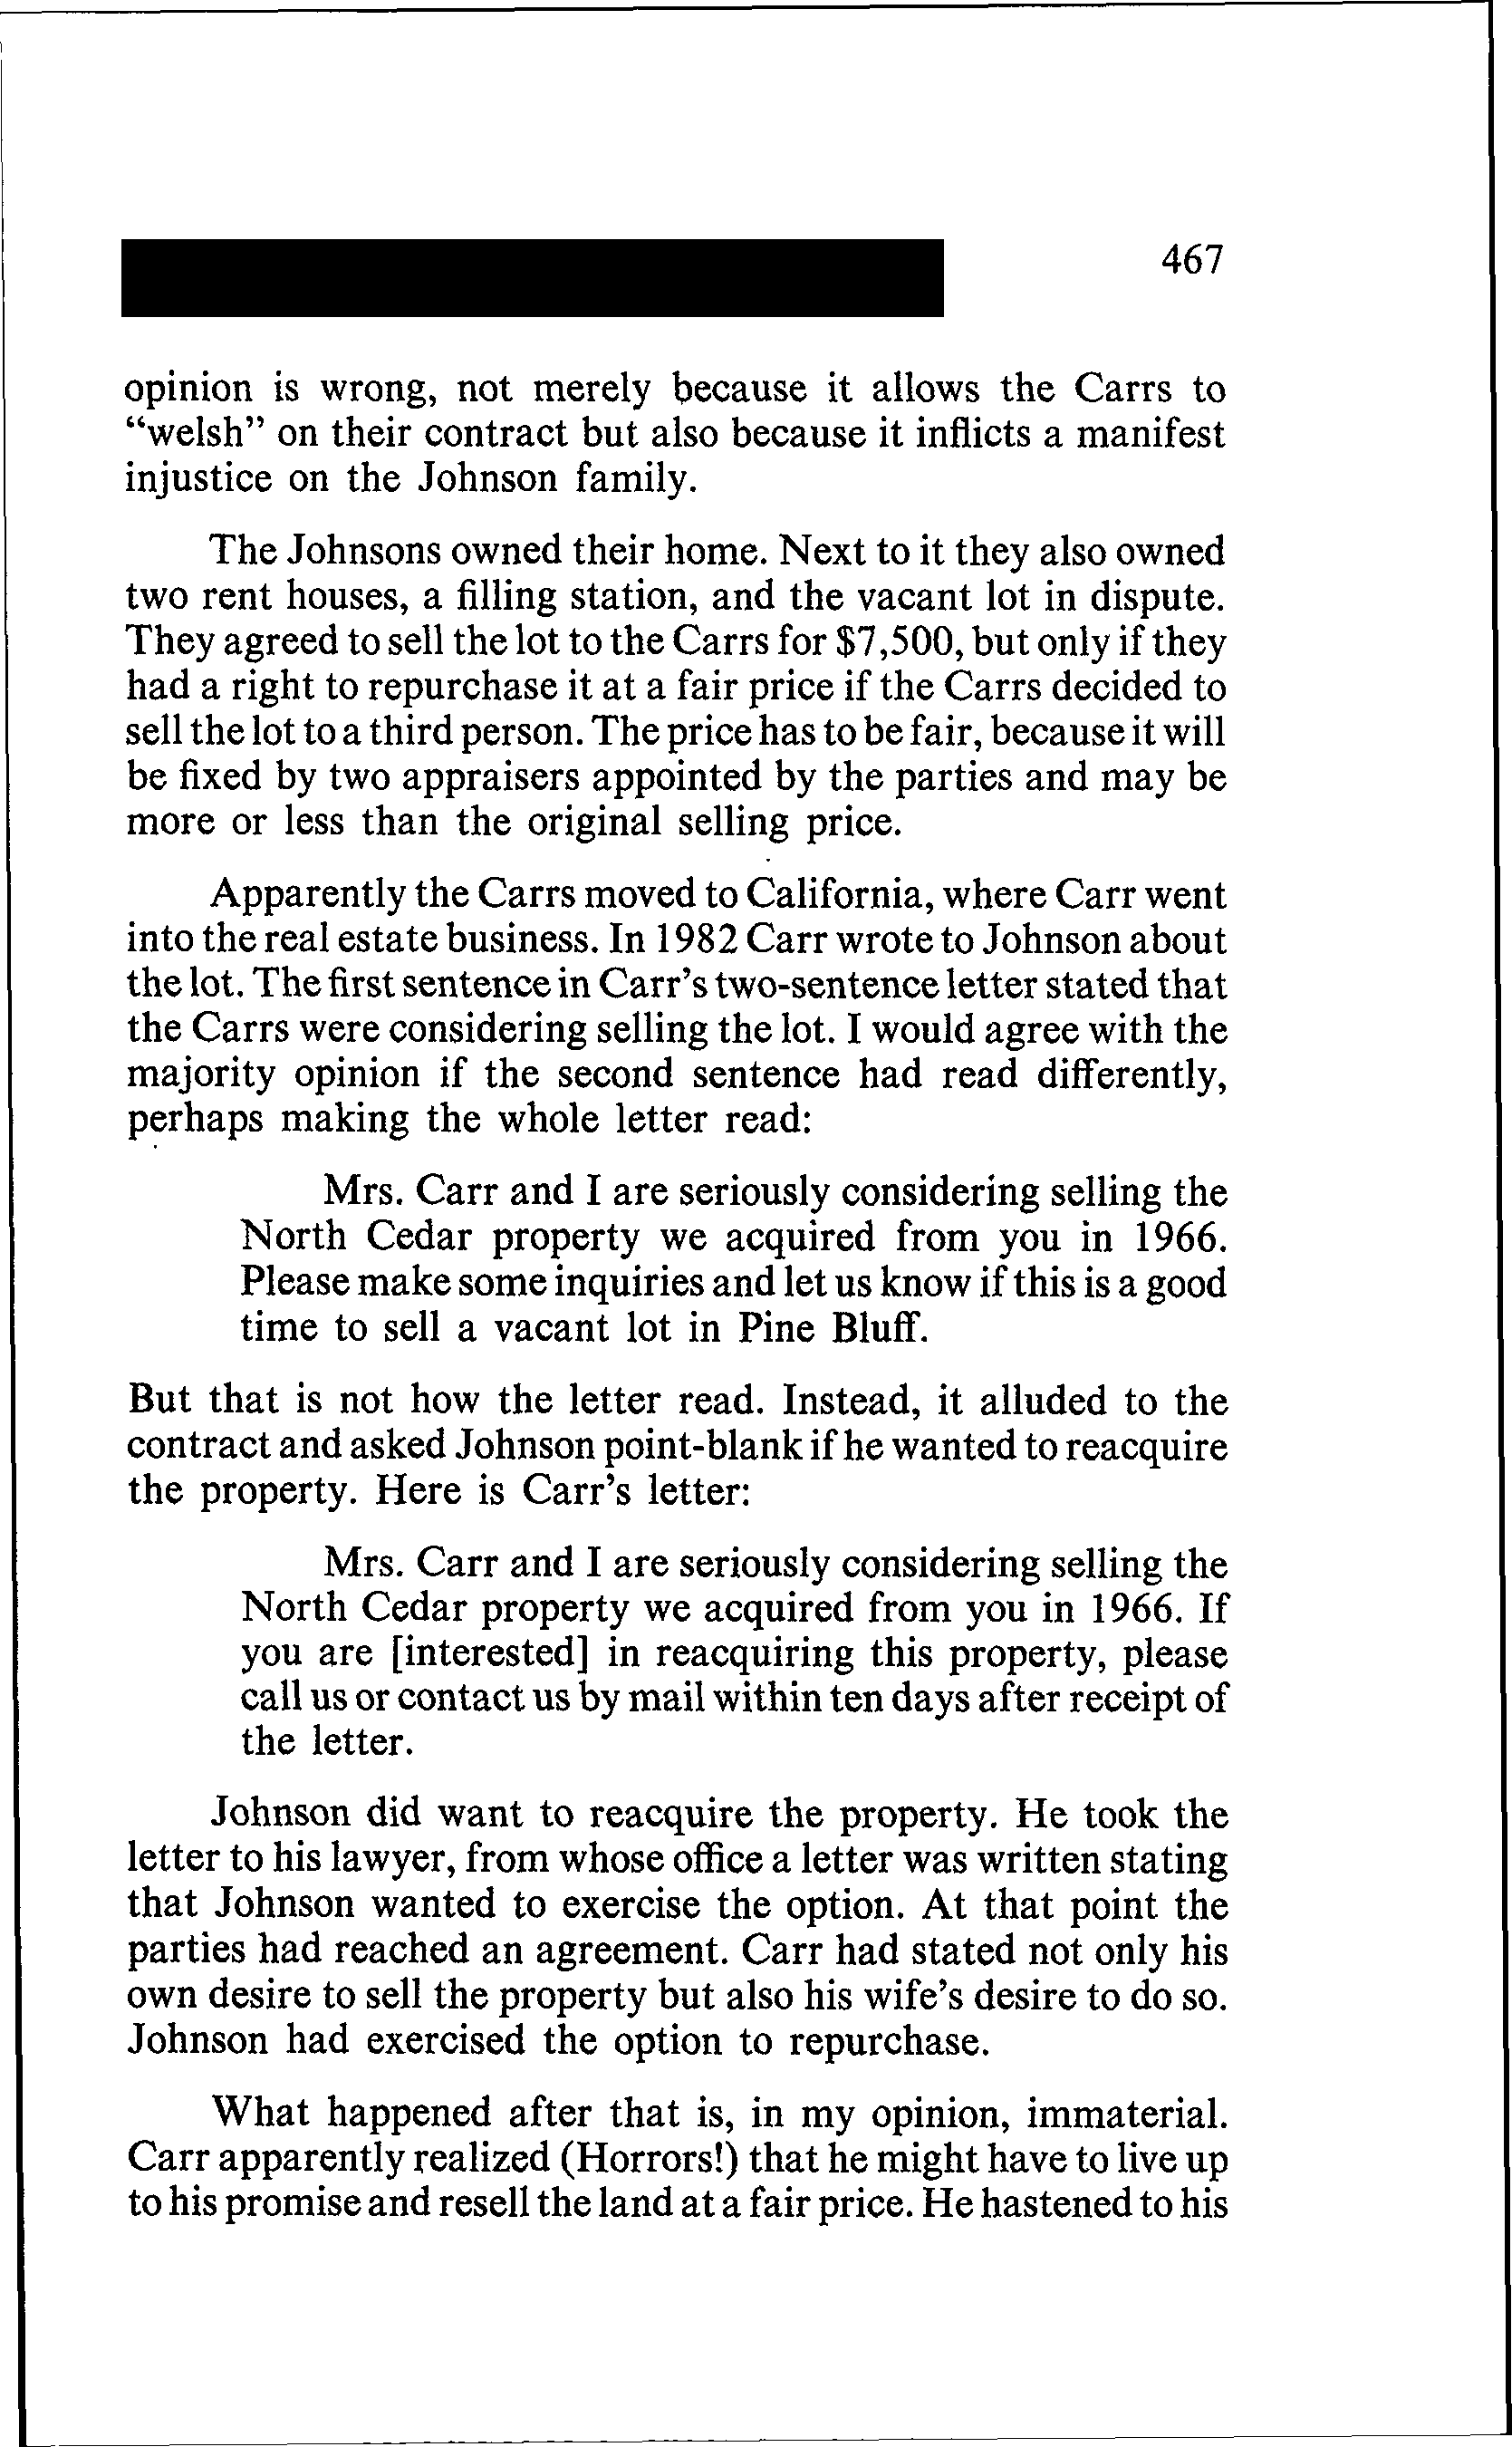 467
opinion is wrong, not merely because it allows the Carrs to
“welsh” on their contract but also because it inflicts a manifest
injustice on the Johnson family.
The Johnsons owned their home. Next to it they also owned
two rent houses, a filling station, and the vacant lot in dispute.
They agreed to sell the lot to the Carrs for $7,500, but only if they
had a right to repurchase it at a fair price if the Carrs decided to
sell the lot to a third person. The price has to be fair, because it will
be fixed by two appraisers appointed by the parties and may be
more or less than the original selling price.
Apparently the Carrs moved to California, where Carr went
into the real estate business. In 1982 Carr wrote to Johnson about
the lot. The first sentence in Carr’s two-sentence letter stated that
the Carrs were considering selling the lot. I would agree with the
majority opinion if the second sentence had read differently,
perhaps making the whole letter read:
Mrs. Carr and I are seriously considering selling the
North Cedar property we acquired from you in 1966.
Please make some inquiries and let us know if this is a good
time to sell a vacant lot in Pine Bluff.
But that is not how the letter read. Instead, it alluded to the
contract and asked Johnson point-blank if he wanted to reacquire
the property. Here is Carr’s letter:
Mrs. Carr and I are seriously considering selling the
North Cedar property we acquired from you in 1966. If
you are [interested] in reacquiring this property, please
call us or contact us by mail within ten days after receipt of
the letter.
Johnson did want to reacquire the property. He took the
letter to his lawyer, from whose office a letter was written stating
that Johnson wanted to exercise the option. At that point the
parties had reached an agreement. Carr had stated not only his
own desire to sell the property but also his wife’s desire to do so.
Johnson had exercised the option to repurchase.
What happened after that is, in my opinion, immaterial.
Carr apparently realized (Horrors!) that he might have to live up
to his promise and resell the land at a fair price. He hastened to his